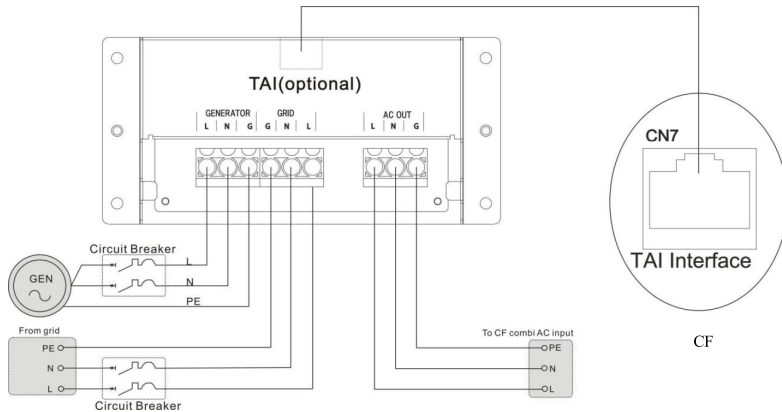 TAI(optional)
GENERATOR GRID AC OUT
L N G G N L L N G
CN7
TAI Interface
CF
Circuit Breaker
GEN
L
N
PE
From grid
PE
N
L
Circuit Breaker
To CF combi AC input
PE
N
L